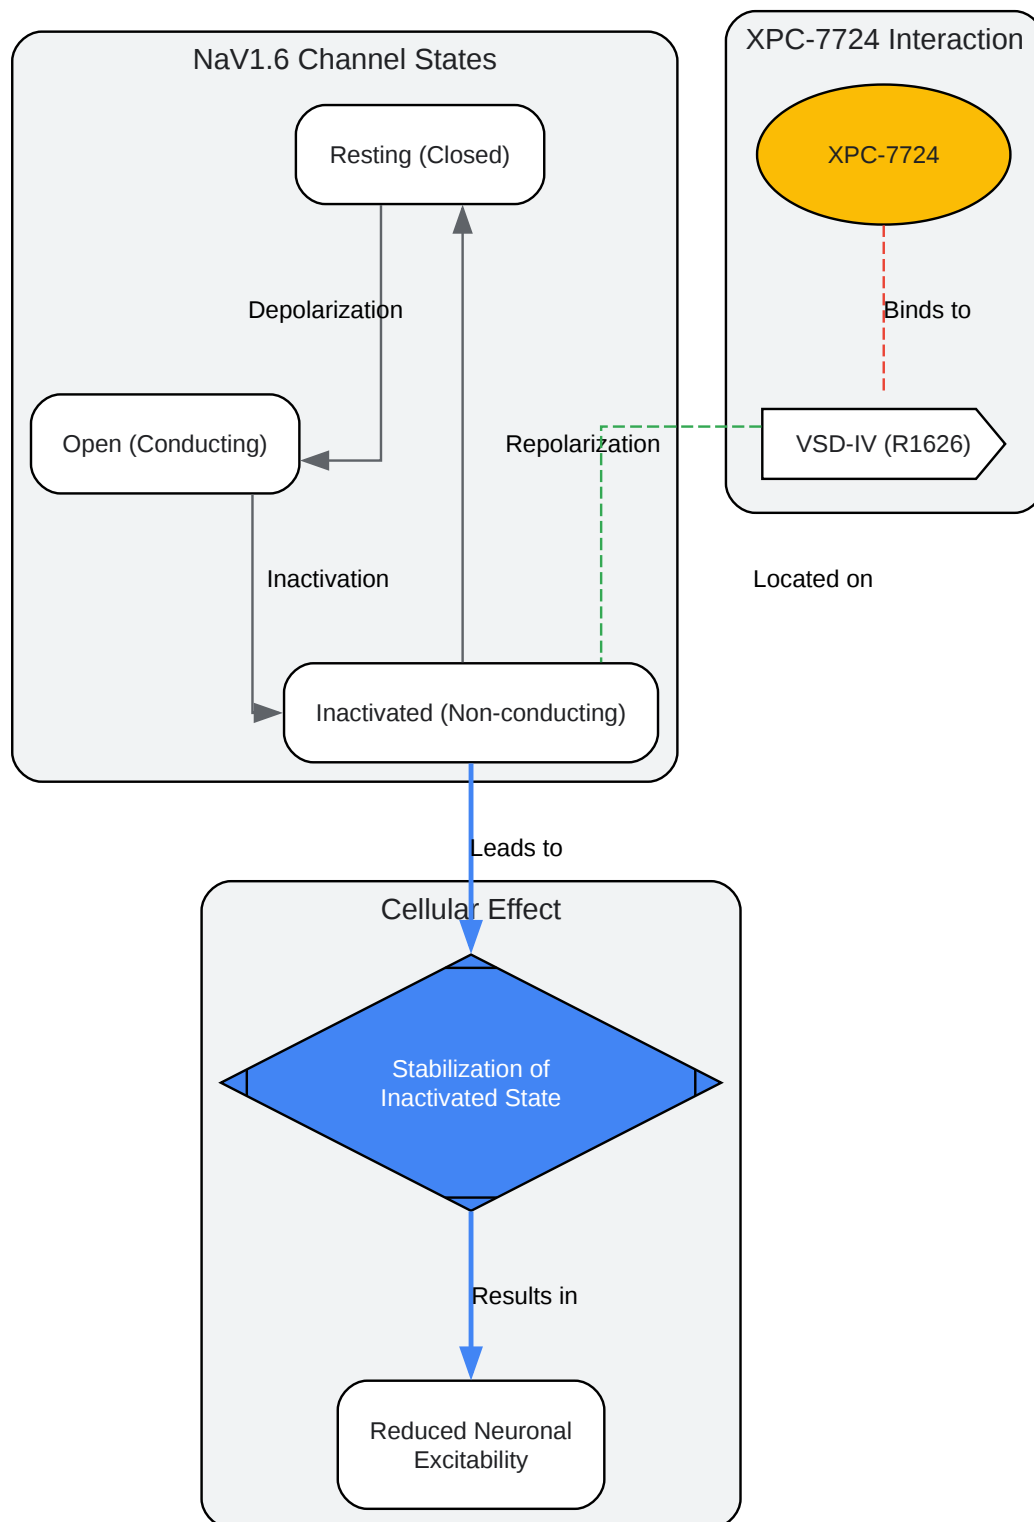 NaV1.6 Channel States
XPC-7724 Interaction
Resting (Closed)
XPC-7724
Depolarization
Binds to
Open (Conducting)
Repolarization
VSD-IV (R1626)
Inactivation
Located on
Inactivated (Non-conducting)
Leads to
Cellular Effect
Stabilization of
Inactivated State
Results in
Reduced Neuronal
Excitability